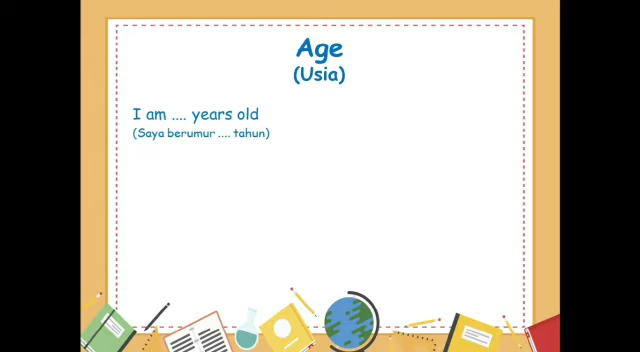 Age
(Usia)
I am .... years old
(Saya berumur .... tahun)